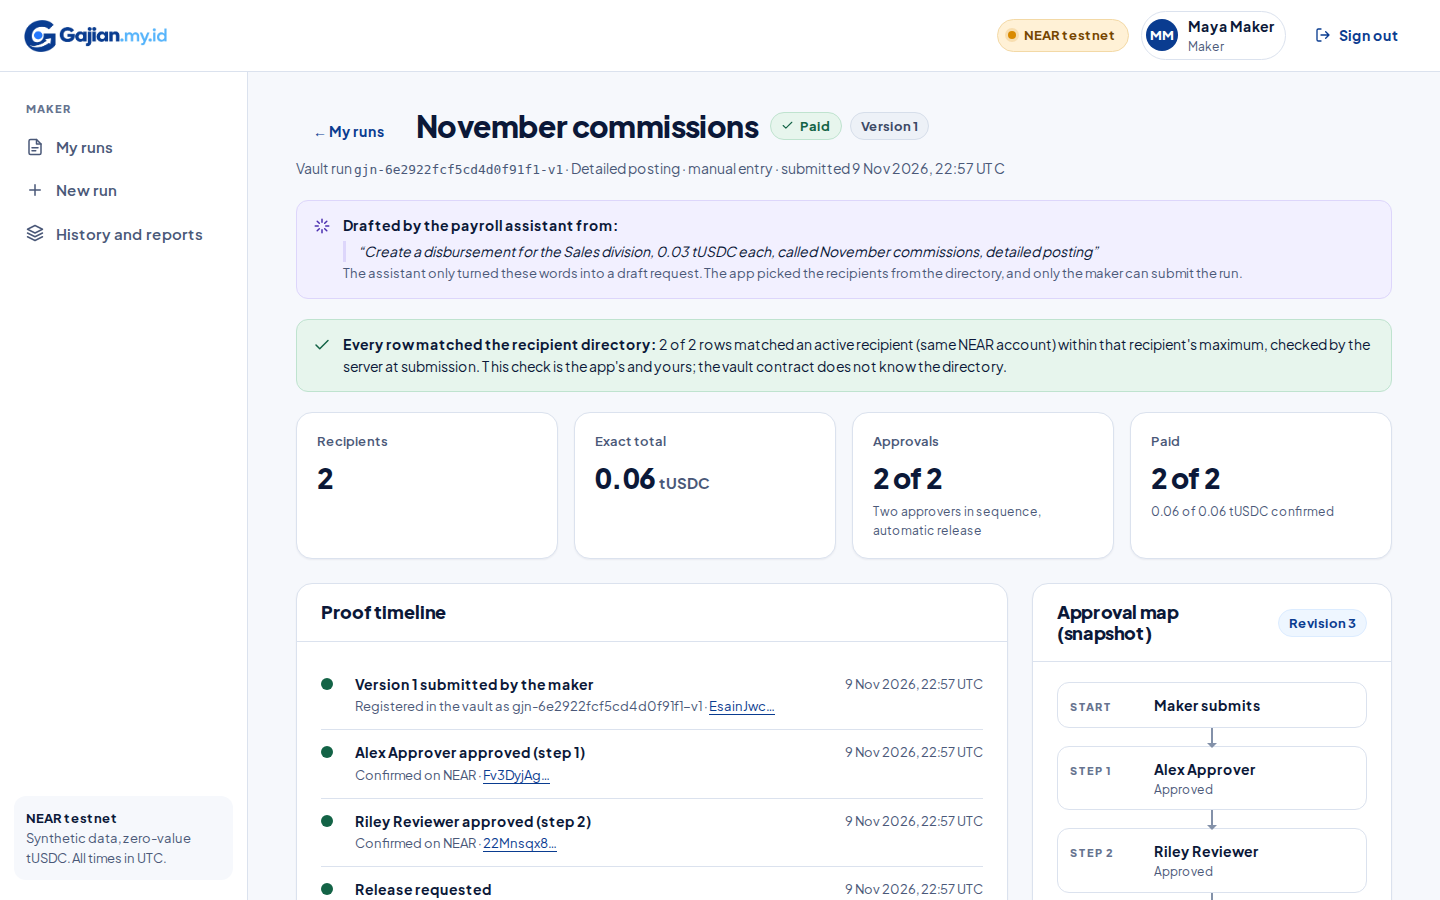 Gajian.my.id
NEAR testnet
MM
Maya Maker
Maker
Sign out
MAKER
My runs
New run
History and reports
NEAR testnet
Synthetic data, zero-value
tUSDC. All times in UTC.
← My runs
November commissions
Paid
Version 1
Vault run gjn-6e2922fcf5cd4d0f91f1-v1 · Detailed posting · manual entry · submitted 9 Nov 2026, 22:57 UTC
Drafted by the payroll assistant from:
“Create a disbursement for the Sales division, 0.03 tUSDC each, called November commissions, detailed posting”
The assistant only turned these words into a draft request. The app picked the recipients from the directory, and only the maker can submit the run.
Every row matched the recipient directory: 2 of 2 rows matched an active recipient (same NEAR account) within that recipient's maximum, checked by the
server at submission. This check is the app's and yours; the vault contract does not know the directory.
Recipients
2
Exact total
0.06 tUSDC
Approvals
2 of 2
Two approvers in sequence,
automatic release
Paid
2 of 2
0.06 of 0.06 tUSDC confirmed
Proof timeline
Version 1 submitted by the maker
9 Nov 2026, 22:57 UTC
Registered in the vault as gjn-6e2922fcf5cd4d0f91f1-v1 · EsainJwc…
Alex Approver approved (step 1)
9 Nov 2026, 22:57 UTC
Confirmed on NEAR · Fv3DyjAg…
Riley Reviewer approved (step 2)
9 Nov 2026, 22:57 UTC
Confirmed on NEAR · 22Mnsqx8…
Release requested
9 Nov 2026, 22:57 UTC
Approval map
(snapshot)
Revision 3
START
Maker submits
STEP 1
Alex Approver
Approved
STEP 2
Riley Reviewer
Approved